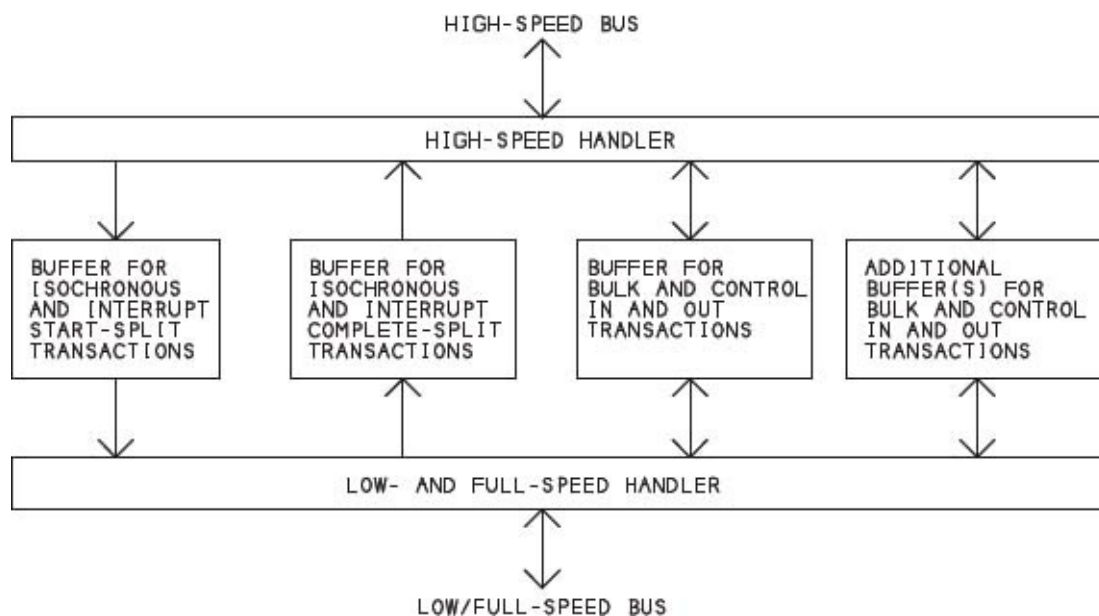 HIGH-SPEED BUS
HIGH-SPEED HANDLER
BUFFER FOR
ISOCHRONOUS
AND INTERRUPT
START-SPLIT
TRANSACTIONS
BUFFER FOR
ISOCHRONOUS
AND INTERRUPT
COMPLETE-SPLIT
TRANSACTIONS
BUFFER FOR
BULK AND CONTROL
IN AND OUT
TRANSACTIONS
ADDITIONAL
BUFFER(S) FOR
BULK AND CONTROL
IN AND OUT
TRANSACTIONS
LOW- AND FULL-SPEED HANDLER
LOW/FULL-SPEED BUS